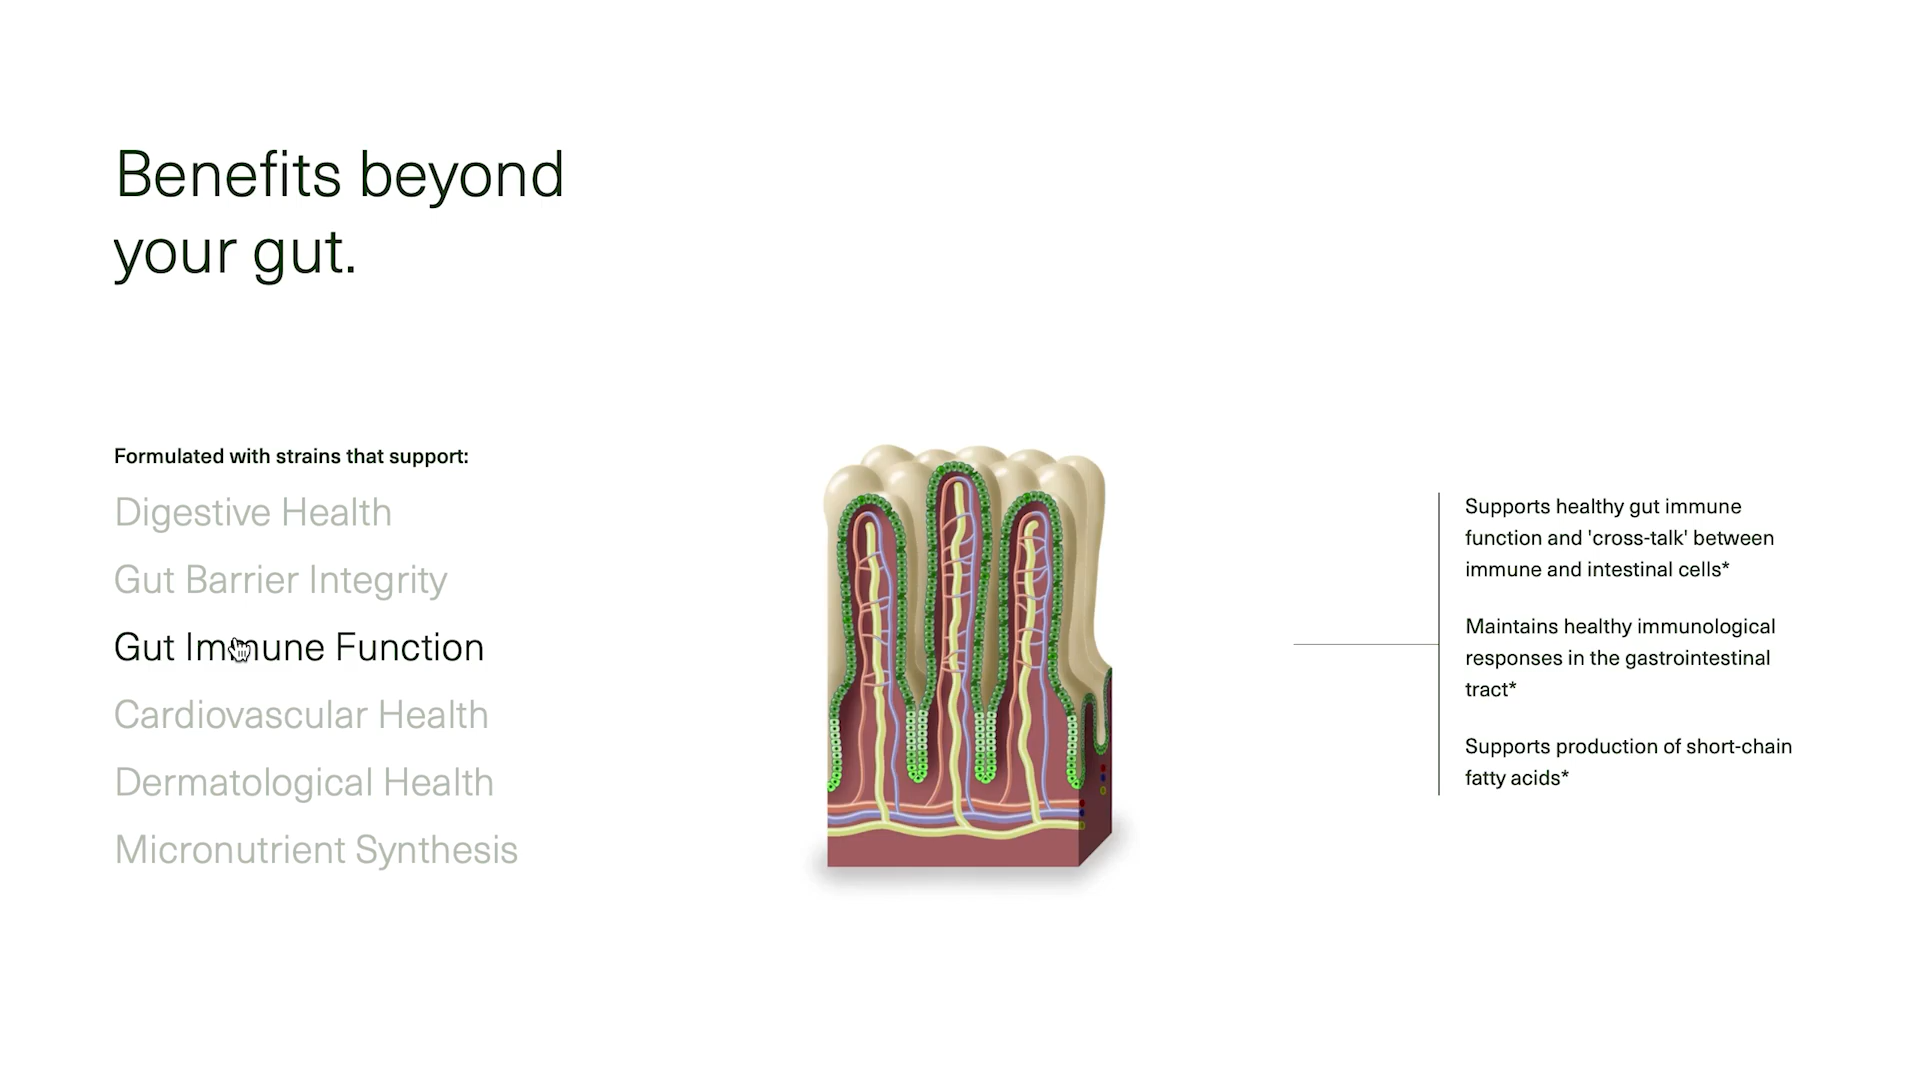 Benefits beyond
your gut.
Formulated with strains that support:
Digestive Health
Gut Barrier Integrity
Gut Immune Function
Cardiovascular Health
Dermatological Health
Micronutrient Synthesis
Supports healthy gut immune
function and 'cross-talk' between
immune and intestinal cells*
Maintains healthy immunological
responses in the gastrointestinal
tract*
Supports production of short-chain
fatty acids*